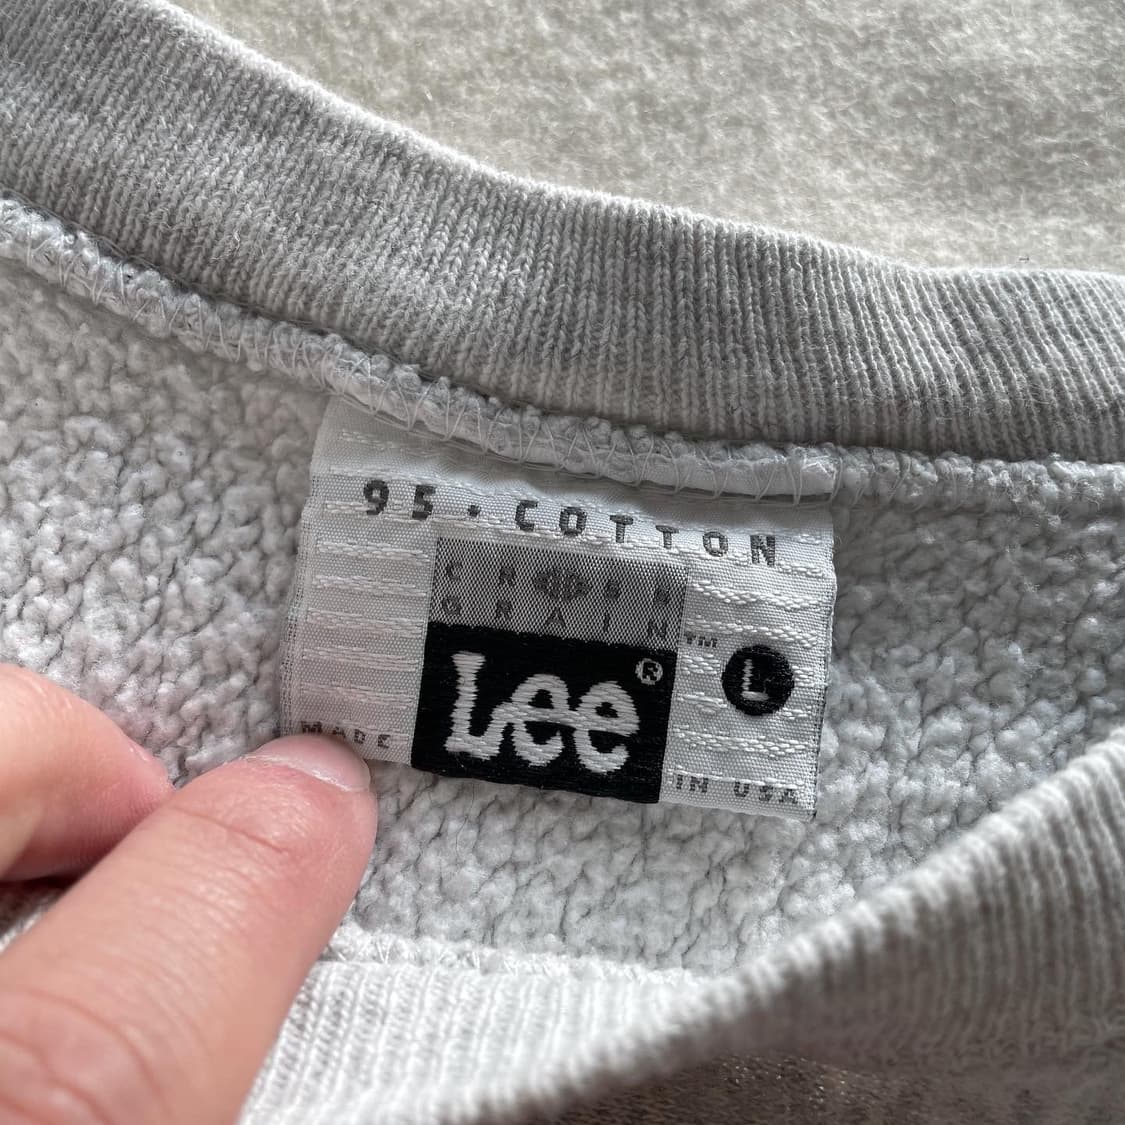 95 · COTTON
CROSS
GRAIN
™
Lee®
L
MADE
IN USA